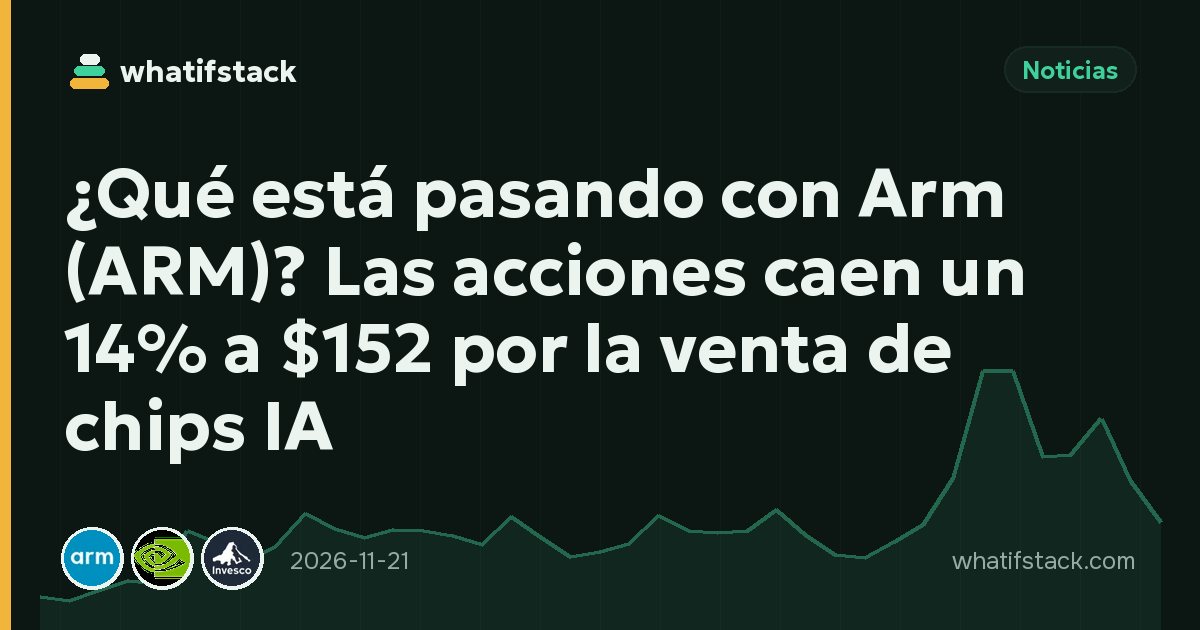 whatifstack
Noticias
¿Qué está pasando con Arm
(ARM)? Las acciones caen un
14% a $152 por la venta de
chips IA
arm
Invesco
2026-11-21
whatifstack.com